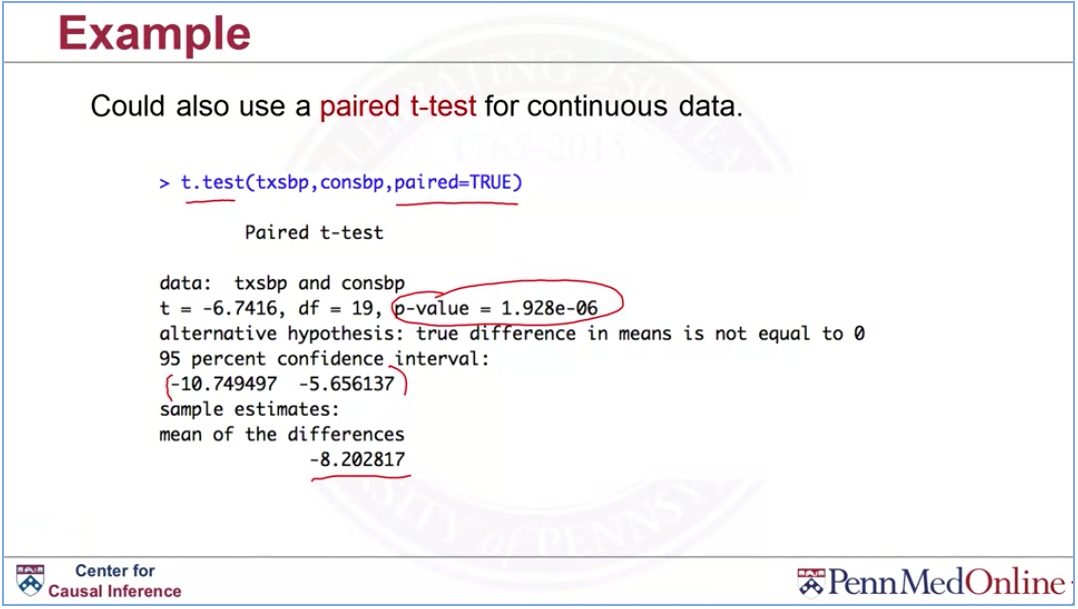 Example
Could also use a paired t-test for continuous data.
> t.test(txsbp,consbp,paired=TRUE)
Paired t-test
data: txsbp and consbp
t = -6.7416, df = 19, p-value = 1.928e-06
alternative hypothesis: true difference in means is not equal to 0
95 percent confidence interval:
-10.749497 -5.656137
sample estimates:
mean of the differences
-8.202817
Center for
Causal Inference
PennMedOnline